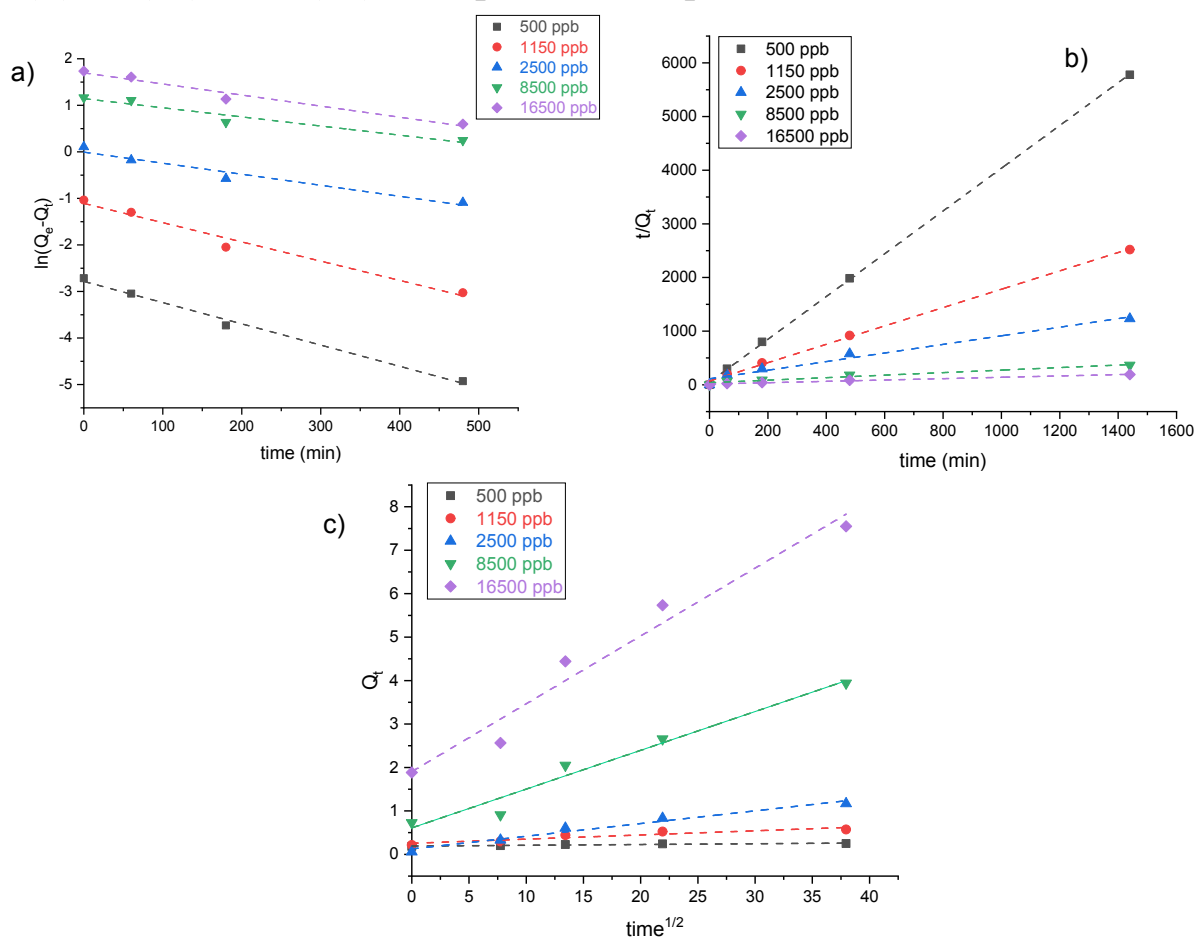 a)
500 ppb
1150 ppb
2500 ppb
8500 ppb
16500 ppb
2
1
0
-1
-2
-3
-4
-5
ln(Qe-Qt)
0
100
200
300
400
500
time (min)
b)
500 ppb
1150 ppb
2500 ppb
8500 ppb
16500 ppb
6000
5000
4000
3000
2000
1000
0
t/Qt
0
200
400
600
800
1000
1200
1400
1600
time (min)
c)
500 ppb
1150 ppb
2500 ppb
8500 ppb
16500 ppb
8
7
6
5
4
3
2
1
0
Qt
0
5
10
15
20
25
30
35
40
time1/2